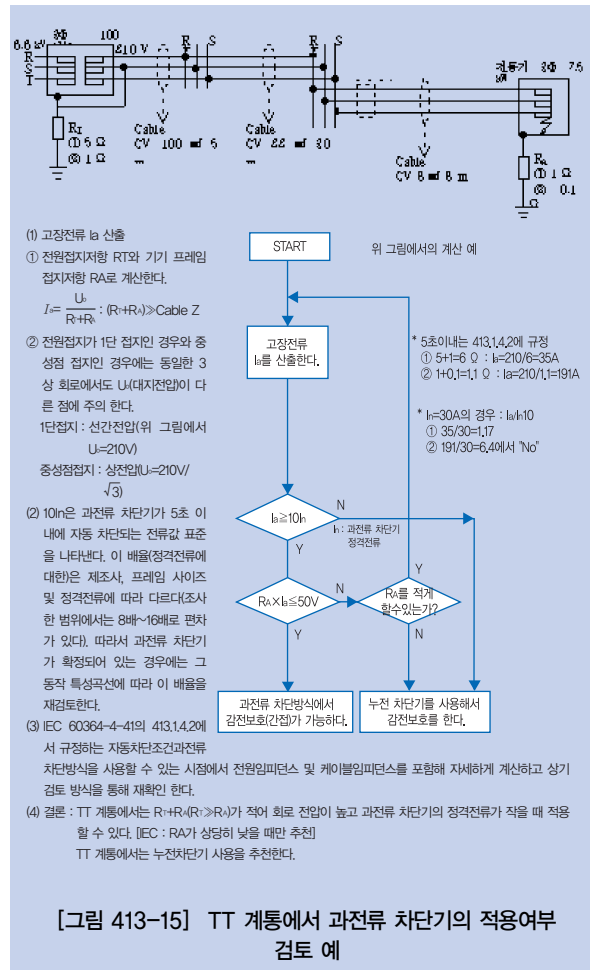 6.6 kV 3Φ 100
210 V R S R S
R
S
T
전동기 3Φ 7.5
kW
R_T
(1) 5 Ω
(2) 1 Ω
Cable
CV 100 ㎟ 5
m
Cable
CV 22 ㎟ 20
m
Cable
CV 8 ㎟ 8 m
R_A
(1) 1 Ω
(2) 0.1
Ω
(1) 고장전류 Ia 산출
① 전원접지저항 RT와 기기 프레임
접지저항 RA로 계산한다.
Ia= Uo/(RT+RA) : (RT+RA)≫Cable Z
② 전원접지가 1단 접지인 경우와 중
성점 접지인 경우에는 동일한 3
상 회로에서도 Uo(대지전압)이 다
른 점에 주의 한다.
1단접지 : 선간전압(위 그림에서
Uo=210V)
중성점접지 : 상전압(Uo=210V/
√3)
(2) 10In은 과전류 차단기가 5초 이
내에 자동 차단되는 전류값 표준
을 나타낸다. 이 배율(정격전류에
대한)은 제조사, 프레임 사이즈
및 정격전류에 따라 다르다(조사
한 범위에서는 8배~16배로 편차
가 있다). 따라서 과전류 차단기
가 확정되어 있는 경우에는 그
동작 특성곡선에 따라 이 배율을
재검토한다.
(3) IEC 60364-4-41의 413.1.4.2에
서 규정하는 자동차단조건과전류
차단방식을 사용할 수 있는 시점에서 전원임피던스 및 케이블임피던스를 포함해 자세하게 계산하고 상기
검토 방식을 통해 재확인 한다.
(4) 결론 : TT 계통에서는 RT+RA(RT≫RA)가 적어 회로 전압이 높고 과전류 차단기의 정격전류가 작을 때 적용
할 수 있다. [IEC : RA가 상당히 낮을 때만 추천]
TT 계통에서는 누전차단기 사용을 추천한다.
START
위 그림에서의 계산 예
고장전류
Ia를 산출한다.
* 5초이내는 413.1.4.2에 규정
① 5+1=6 Ω : Ia=210/6=35A
② 1+0.1=1.1 Ω : Ia=210/1.1=191A
* In=30A의 경우 : Ia/In10
① 35/30=1.17
② 191/30=6.4에서 "No"
Ia≧10In
N
In : 과전류 차단기
정격전류
Y
RA×Ia≤50V
N
Y
RA를 적게
할수있는가?
Y
N
과전류 차단방식에서
감전보호(간접)가 가능하다.
누전 차단기를 사용해서
감전보호를 한다.
[그림 413-15] TT 계통에서 과전류 차단기의 적용여부
검토 예